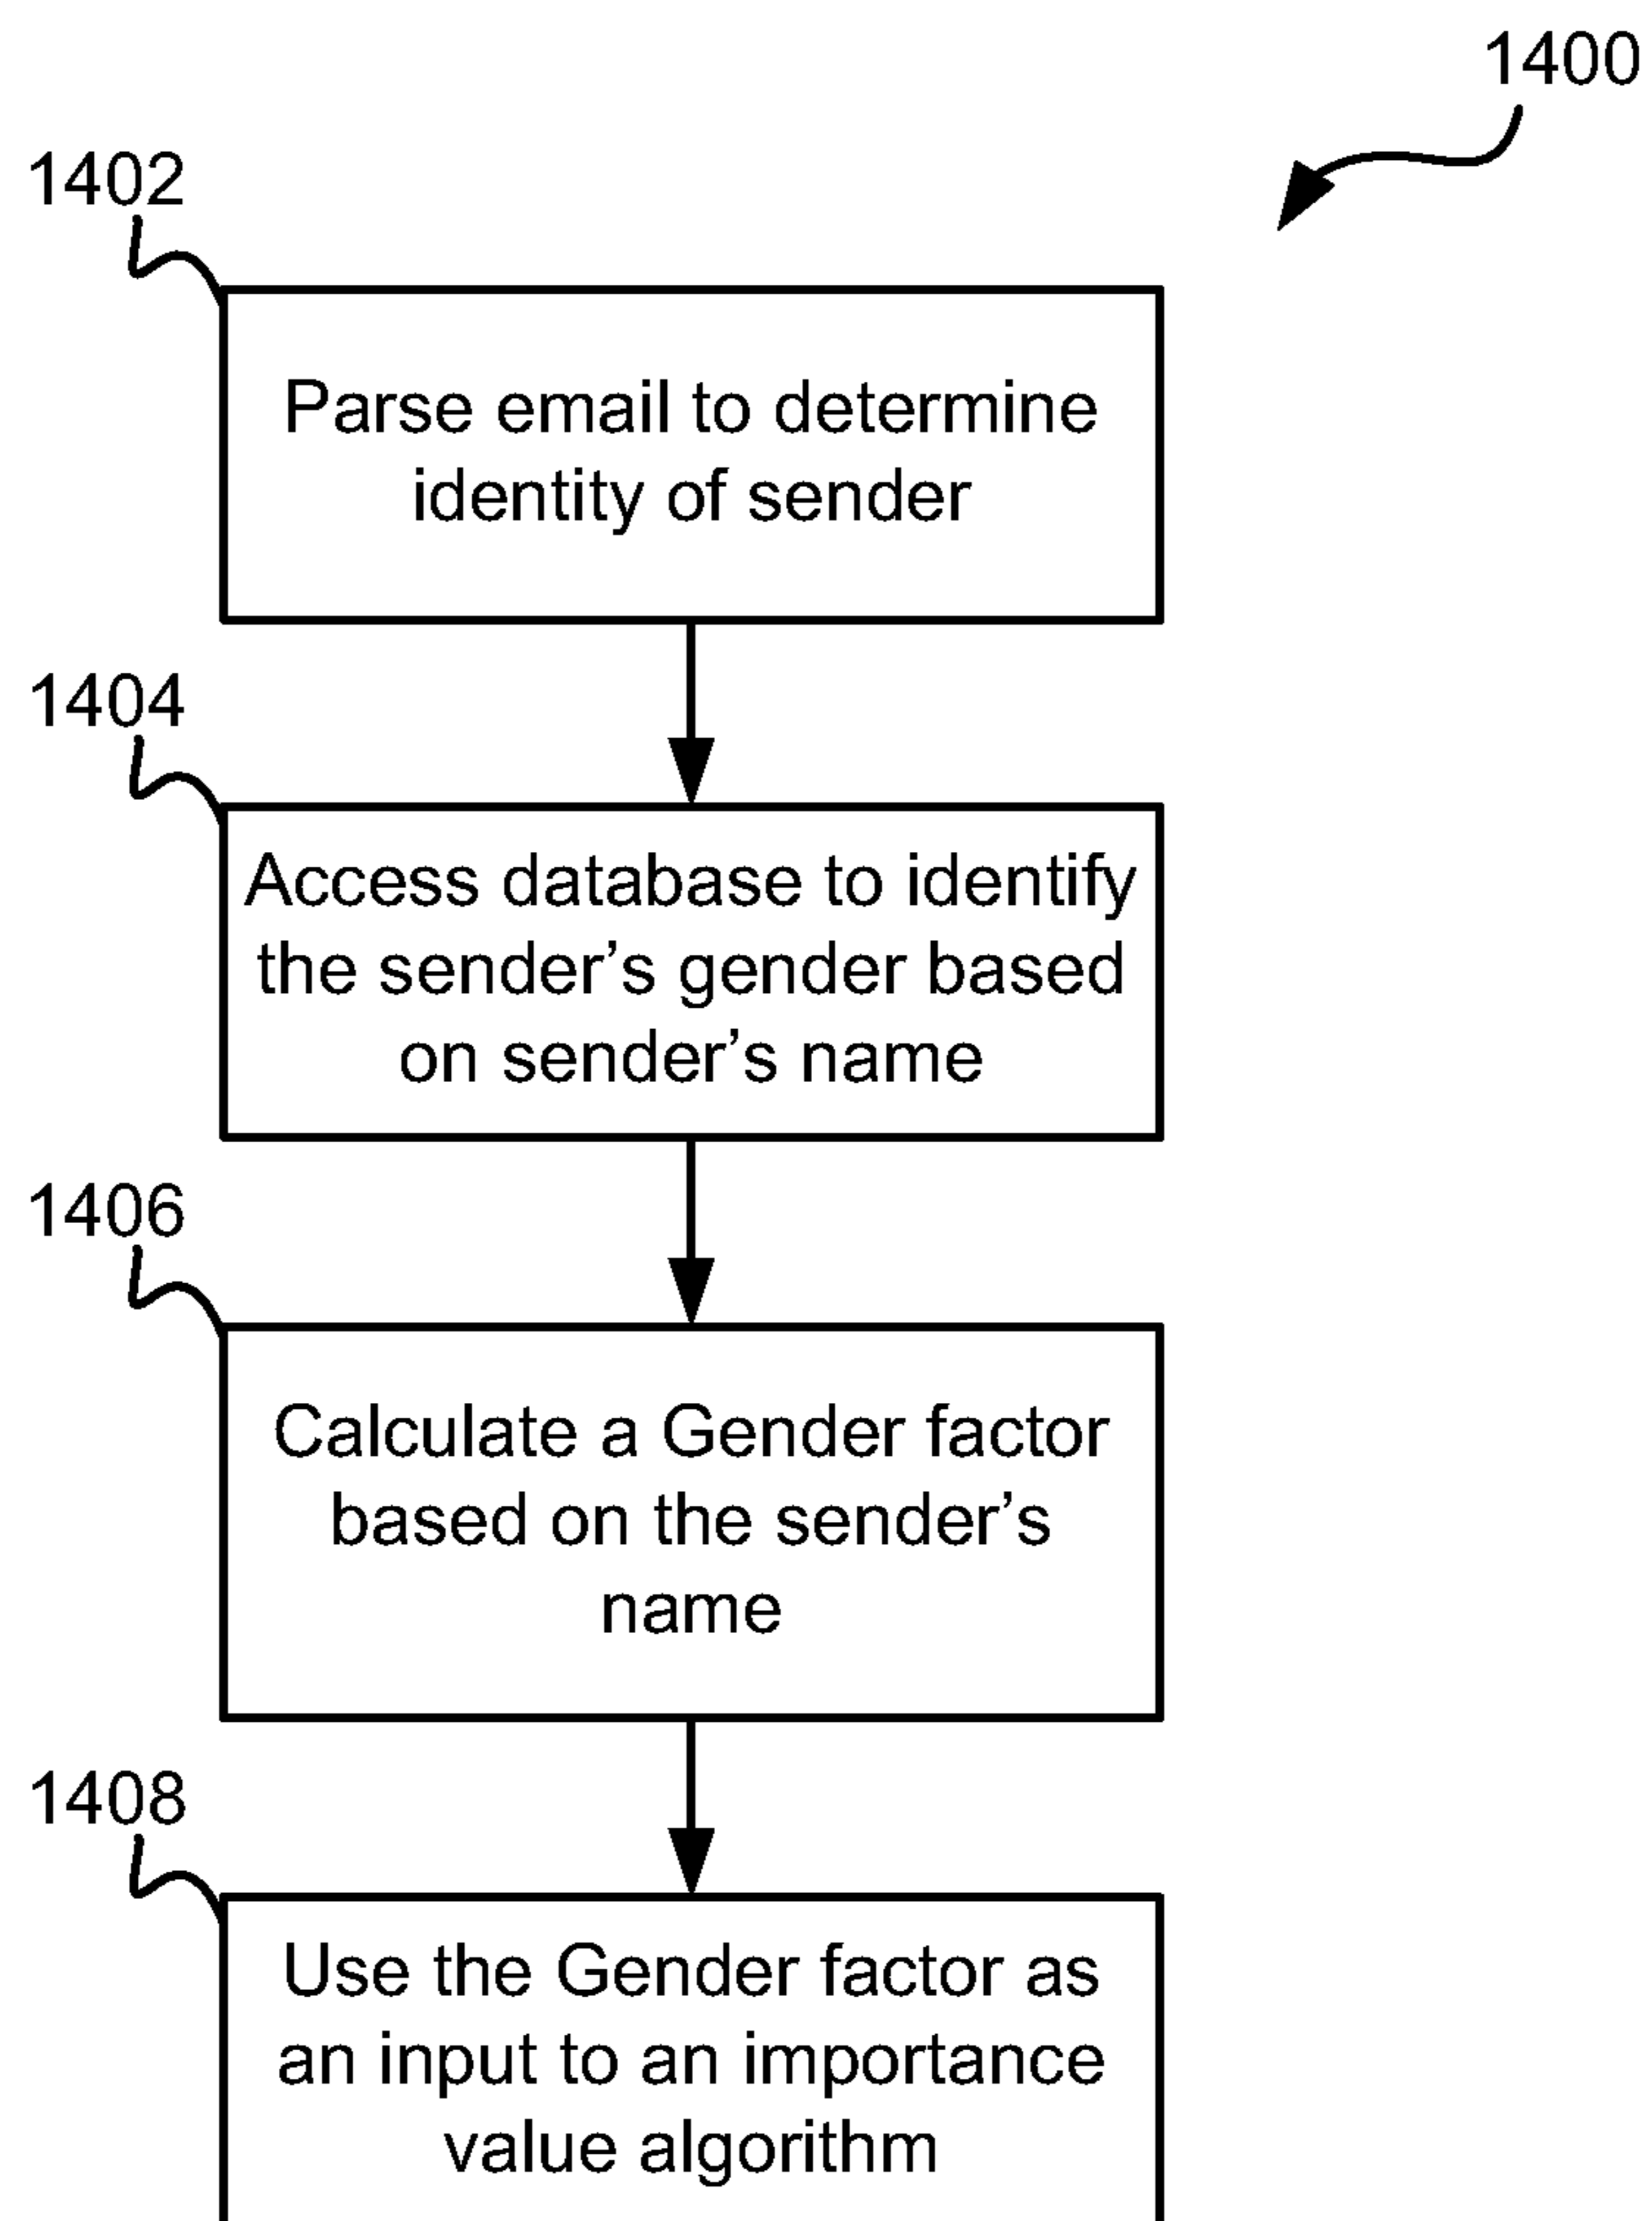 1400
1402
Parse email to determine
identity of sender
1404
Access database to identify
the sender’s gender based
on sender’s name
1406
Calculate a Gender factor
based on the sender’s
name
1408
Use the Gender factor as
an input to an importance
value algorithm